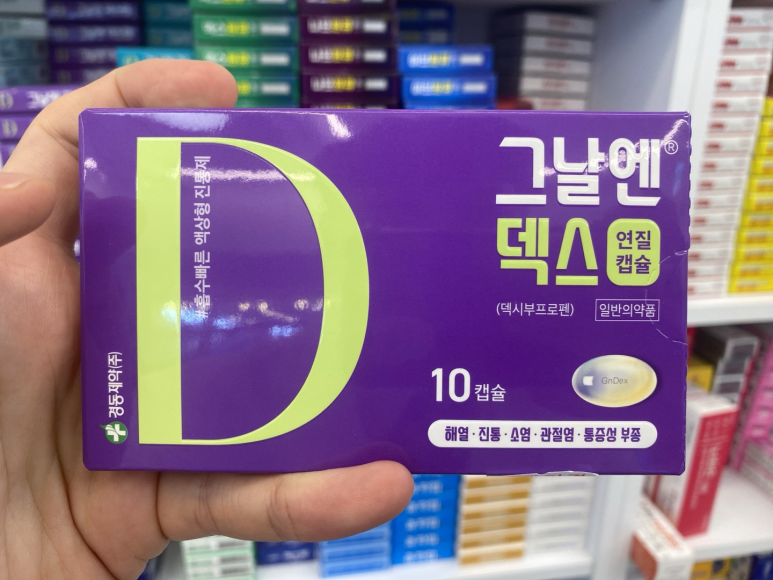 그날엔®
덱스 연질
캡슐
(덱시부프로펜) 일반의약품
#흡수빠른 액상형 진통제
D
10 캡슐
GnDex
해열·진통·소염·관절염·통증성 부종
경동제약(주)